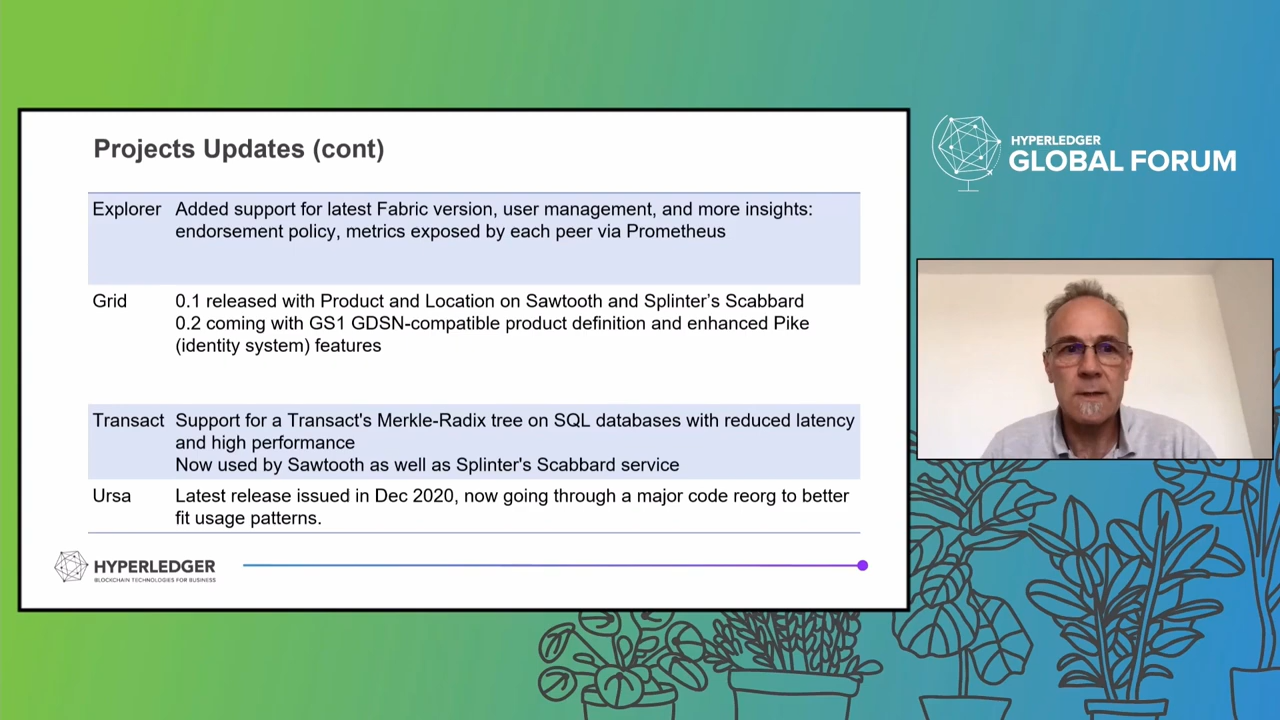 Projects Updates (cont)
Explorer Added support for latest Fabric version, user management, and more insights:
endorsement policy, metrics exposed by each peer via Prometheus
Grid 0.1 released with Product and Location on Sawtooth and Splinter's Scabbard
0.2 coming with GS1 GDSN-compatible product definition and enhanced Pike
(identity system) features
Transact Support for a Transact's Merkle-Radix tree on SQL databases with reduced latency
and high performance
Now used by Sawtooth as well as Splinter's Scabbard service
Ursa Latest release issued in Dec 2020, now going through a major code reorg to better
fit usage patterns.
HYPERLEDGER
BLOCKCHAIN TECHNOLOGIES FOR BUSINESS
HYPERLEDGER
GLOBAL FORUM